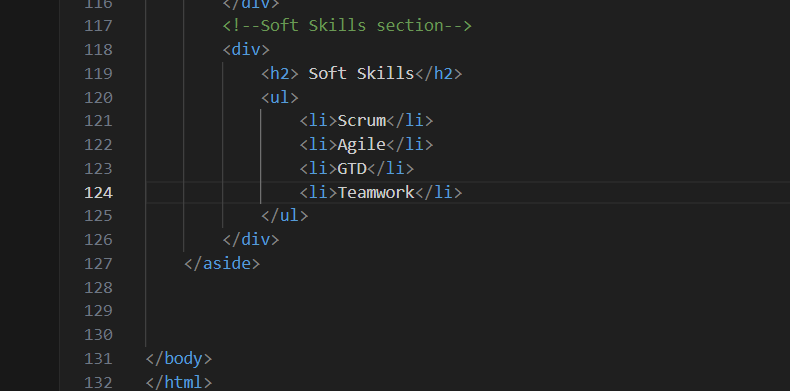 116 </div>
117 <!--Soft Skills section-->
118 <div>
119 <h2> Soft Skills</h2>
120 <ul>
121 <li>Scrum</li>
122 <li>Agile</li>
123 <li>GTD</li>
124 <li>Teamwork</li>
125 </ul>
126 </div>
127 </aside>
128
129
130
131 </body>
132 </html>